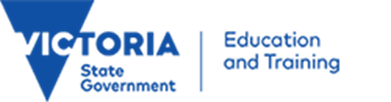 VICTORIA
State
Government
Education
and Training